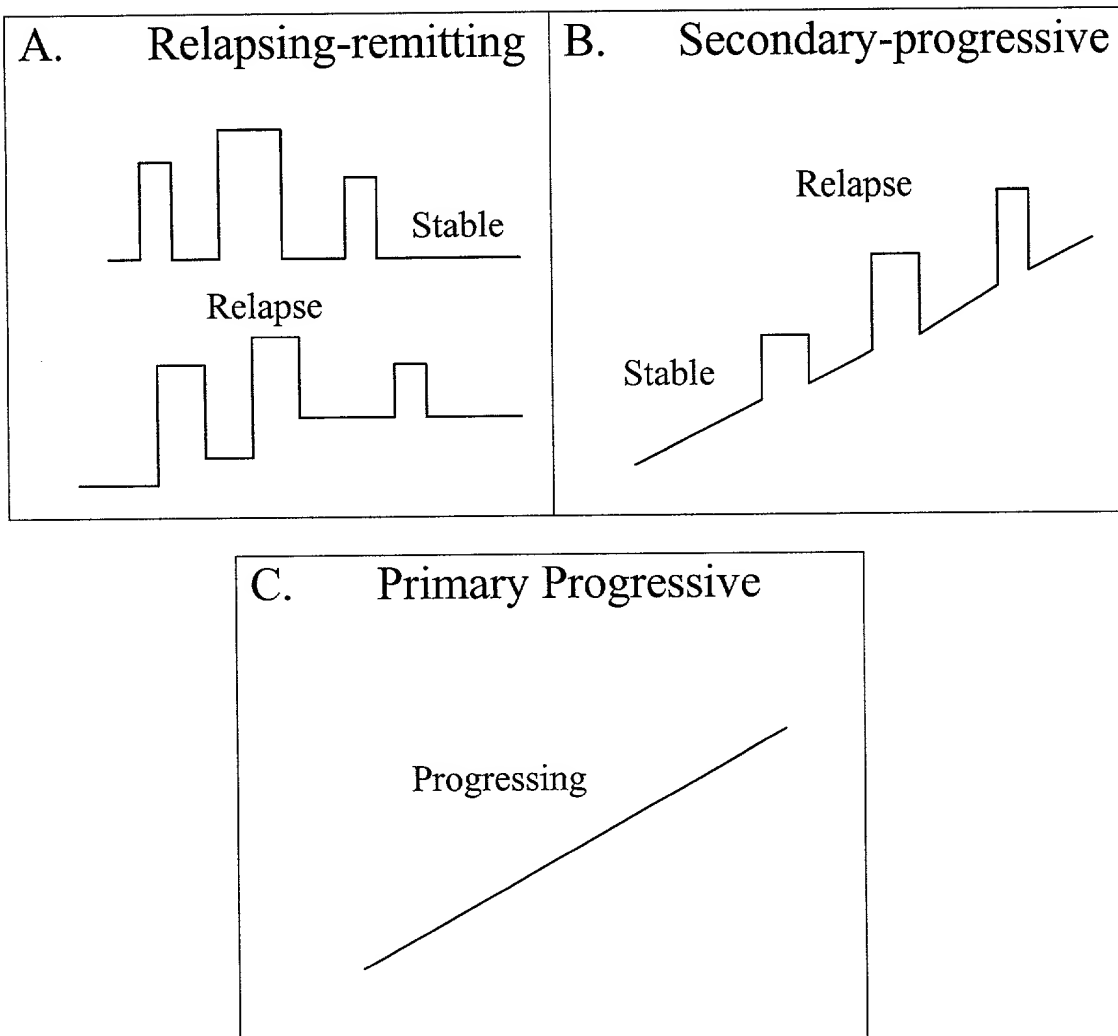 A. Relapsing-remitting
Stable
Relapse
B. Secondary-progressive
Relapse
Stable
C. Primary Progressive
Progressing